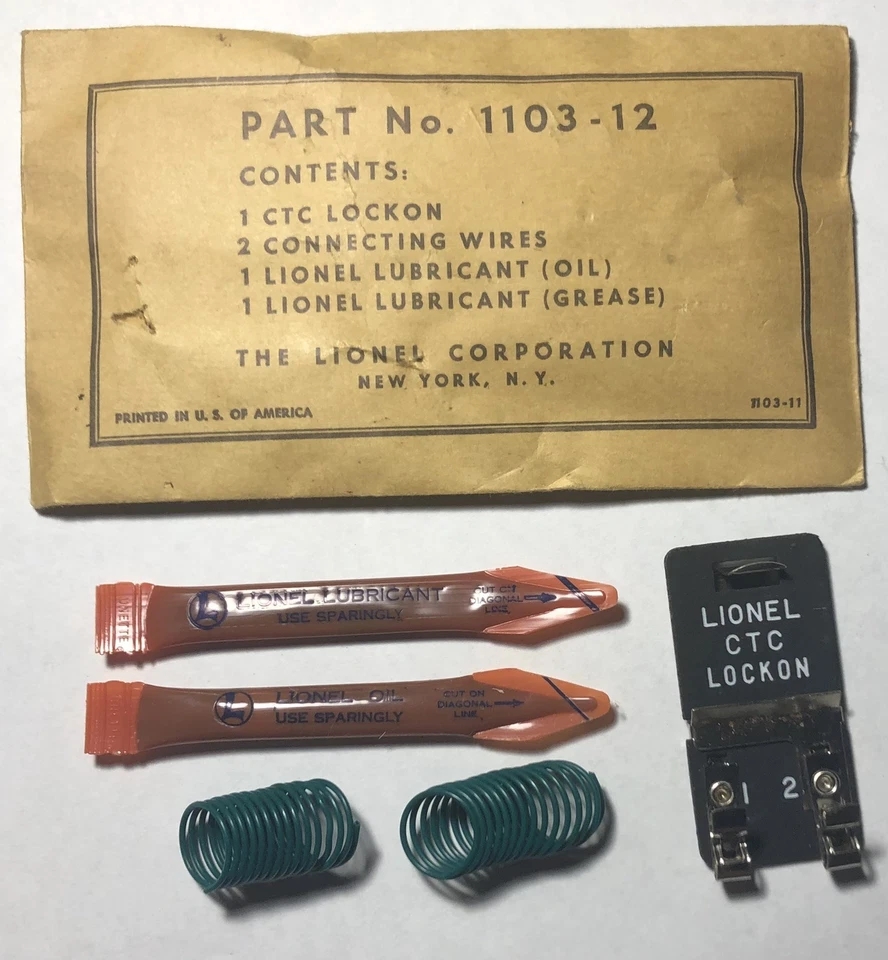 PART No. 1103-12
CONTENTS:
1 CTC LOCKON
2 CONNECTING WIRES
1 LIONEL LUBRICANT (OIL)
1 LIONEL LUBRICANT (GREASE)
THE LIONEL CORPORATION
NEW YORK, N.Y.
PRINTED IN U.S. OF AMERICA
1103-11
L LIONEL LUBRICANT
USE SPARINGLY
CUT ON
DIAGONAL
LINE
L LIONEL OIL
USE SPARINGLY
CUT ON
DIAGONAL
LINE
LIONEL
CTC
LOCKON
1 2